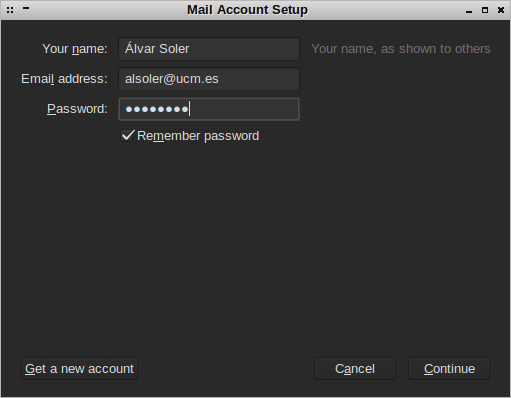 Mail Account Setup
Your name: Álvar Soler Your name, as shown to others
Email address: alsoler@ucm.es
Password: ●●●●●●●●
Remember password
Get a new account Cancel Continue